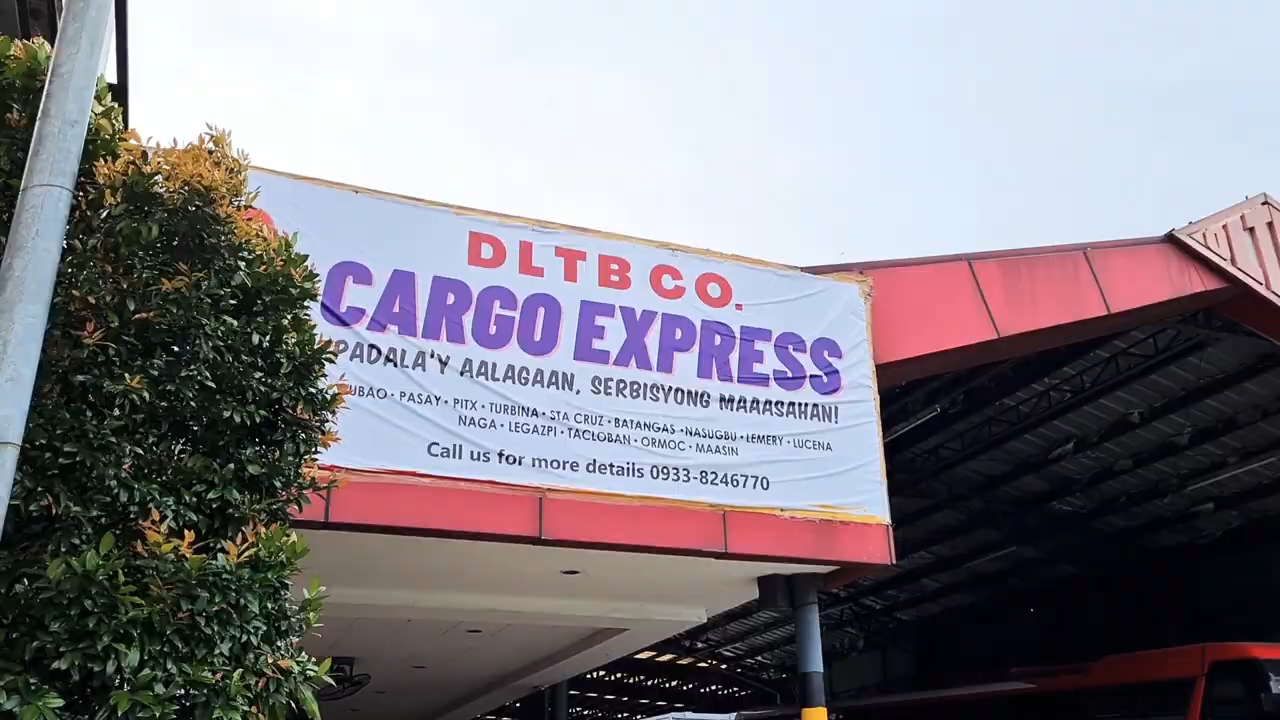 DLTB CO.
CARGO EXPRESS
PADALA'Y AALAGAAN, SERBISYONG MAAASAHAN!
UBAO • PASAY • PITX • TURBINA • STA CRUZ • BATANGAS • NASUGBU • LEMERY • LUCENA
NAGA • LEGAZPI • TACLOBAN • ORMOC • MAASIN
Call us for more details 0933-8246770